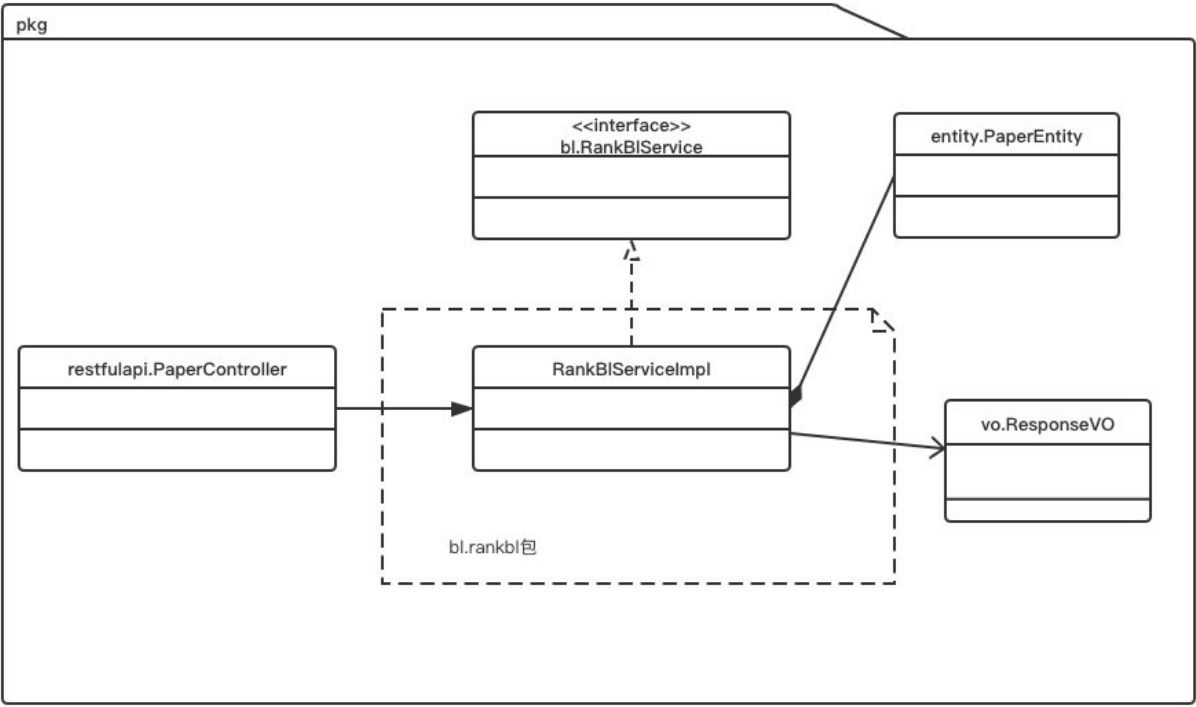 pkg
<<interface>>
bl.RankBlService
entity.PaperEntity
restfulapi.PaperController
RankBlServiceImpl
vo.ResponseVO
bl.rankbl包